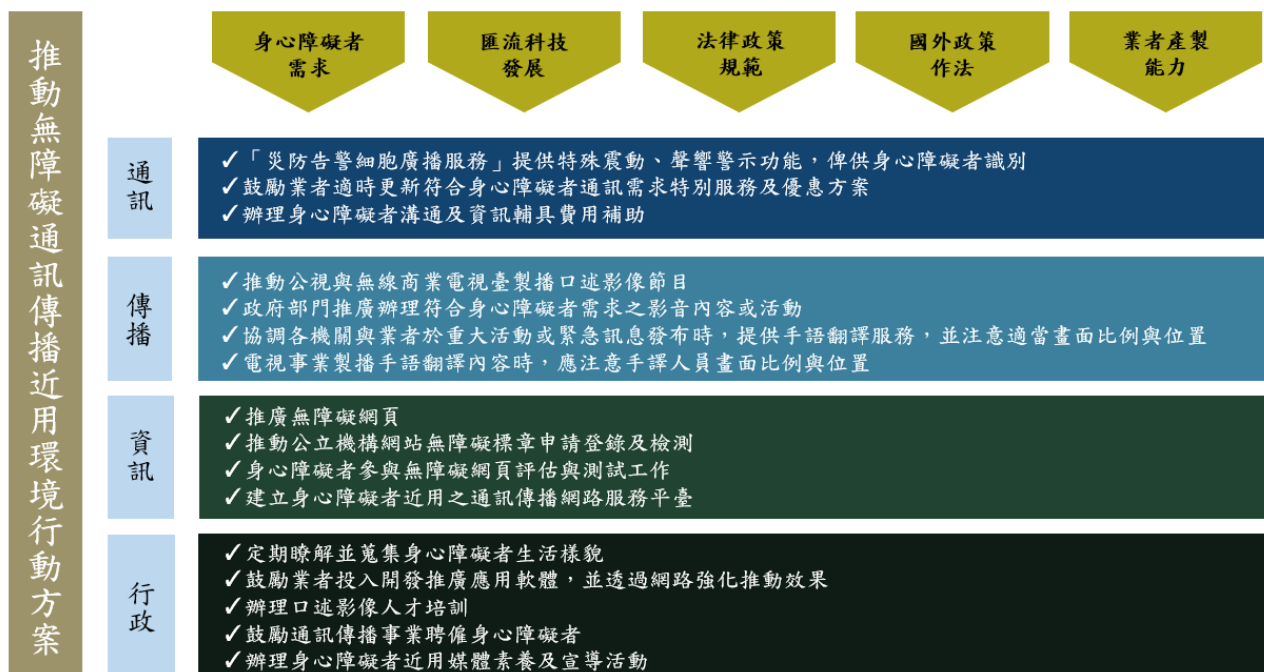 推動無障礙通訊傳播近用環境行動方案
身心障礙者
需求
匯流科技
發展
法律政策
規範
國外政策
作法
業者產製
能力
通訊
✓「災防告警細胞廣播服務」提供特殊震動、聲響警示功能，俾供身心障礙者識別
✓鼓勵業者適時更新符合身心障礙者通訊需求特別服務及優惠方案
✓辦理身心障礙者溝通及資訊輔具費用補助
傳播
✓推動公視與無線商業電視臺製播口述影像節目
✓政府部門推廣辦理符合身心障礙者需求之影音內容或活動
✓協調各機關與業者於重大活動或緊急訊息發布時，提供手語翻譯服務，並注意適當畫面比例與位置
✓電視事業製播手語翻譯內容時，應注意手譯人員畫面比例與位置
資訊
✓推廣無障礙網頁
✓推動公立機構網站無障礙標章申請登錄及檢測
✓身心障礙者參與無障礙網頁評估與測試工作
✓建立身心障礙者近用之通訊傳播網路服務平臺
行政
✓定期瞭解並蒐集身心障礙者生活樣貌
✓鼓勵業者投入開發推廣應用軟體，並透過網路強化推動效果
✓辦理口述影像人才培訓
✓鼓勵通訊傳播事業聘僱身心障礙者
✓辦理身心障礙者近用媒體素養及宣導活動